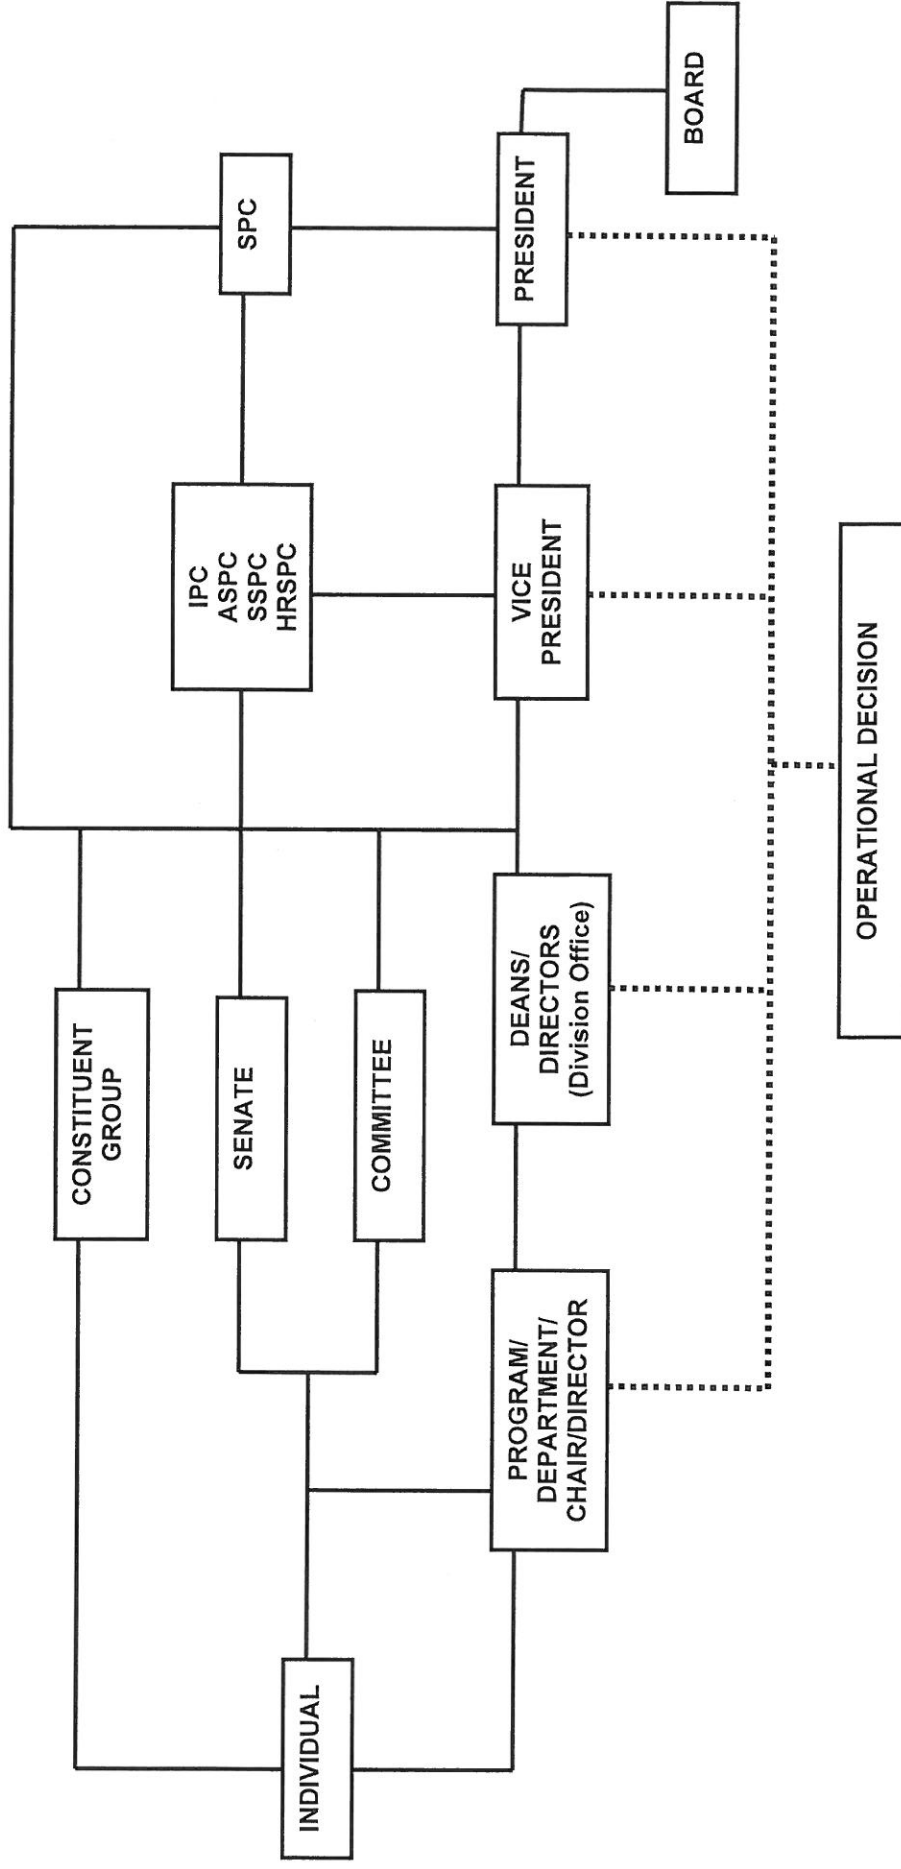 INDIVIDUAL
CONSTITUENT
GROUP
SENATE
COMMITTEE
PROGRAM/
DEPARTMENT/
CHAIR/DIRECTOR
DEANS/
DIRECTORS
(Division Office)
IPC
ASPC
SSPC
HRSPC
VICE
PRESIDENT
SPC
PRESIDENT
BOARD
OPERATIONAL DECISION